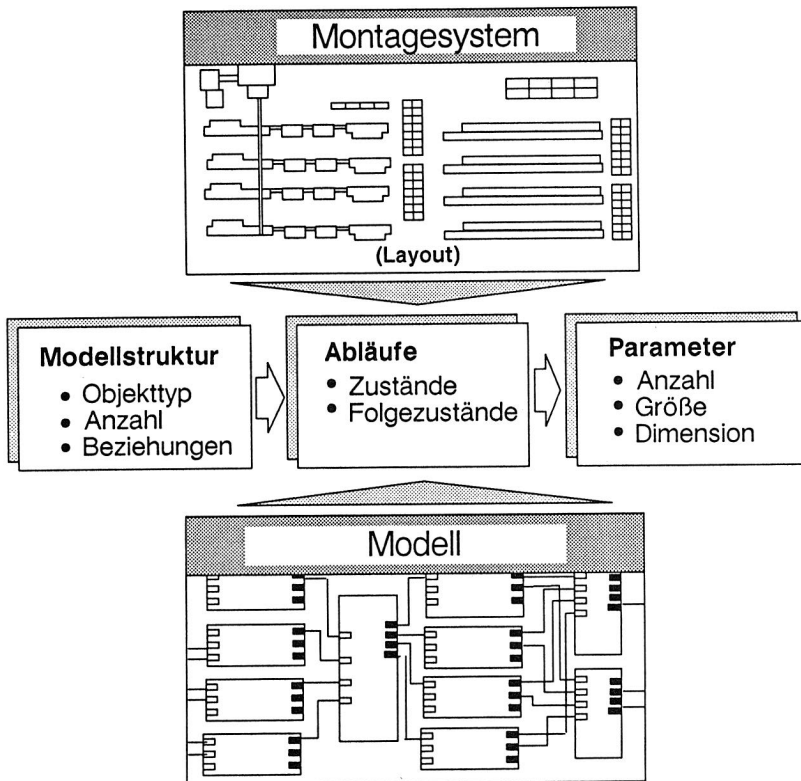 Montagesystem
(Layout)
Modellstruktur
• Objekttyp
• Anzahl
• Beziehungen
Abläufe
• Zustände
• Folgezustände
Parameter
• Anzahl
• Größe
• Dimension
Modell